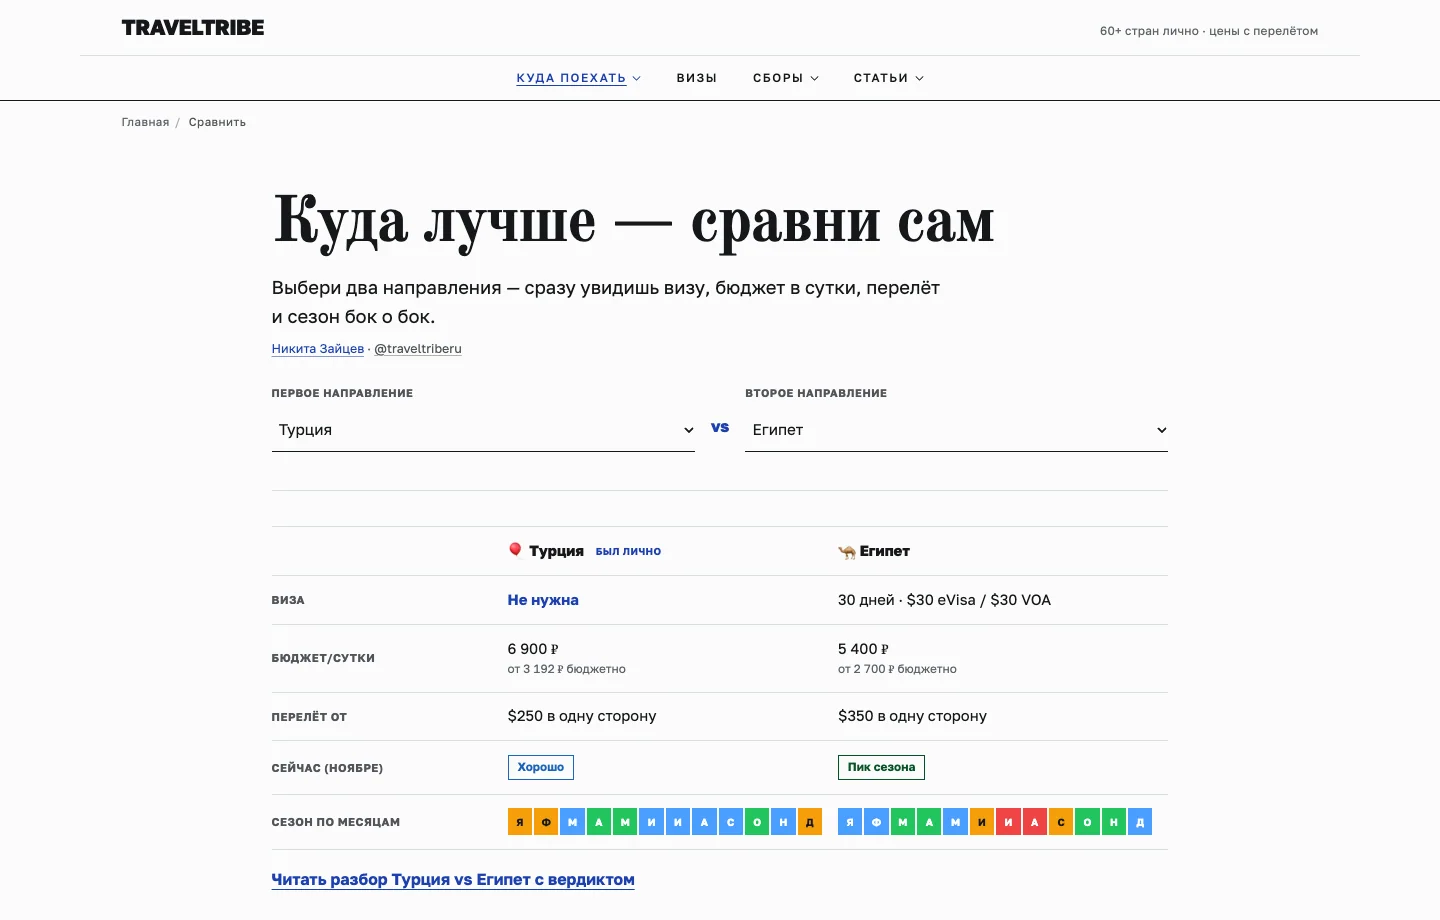 TRAVELTRIBE
60+ стран лично · цены с перелётом
КУДА ПОЕХАТЬ ВИЗЫ СБОРЫ СТАТЬИ
Главная / Сравнить
Куда лучше — сравни сам
Выбери два направления — сразу увидишь визу, бюджет в сутки, перелёт
и сезон бок о бок.
Никита Зайцев · @traveltriberu
ПЕРВОЕ НАПРАВЛЕНИЕ
Турция
VS
ВТОРОЕ НАПРАВЛЕНИЕ
Египет
Турция БЫЛ ЛИЧНО Египет
ВИЗА Не нужна 30 дней · $30 eVisa / $30 VOA
БЮДЖЕТ/СУТКИ 6 900 ₽ 5 400 ₽
от 3 192 ₽ бюджетно от 2 700 ₽ бюджетно
ПЕРЕЛЁТ ОТ $250 в одну сторону $350 в одну сторону
СЕЙЧАС (НОЯБРЕ) Хорошо Пик сезона
СЕЗОН ПО МЕСЯЦАМ Я Ф М А М И И А С О Н Д Я Ф М А М И И А С О Н Д
Читать разбор Турция vs Египет с вердиктом